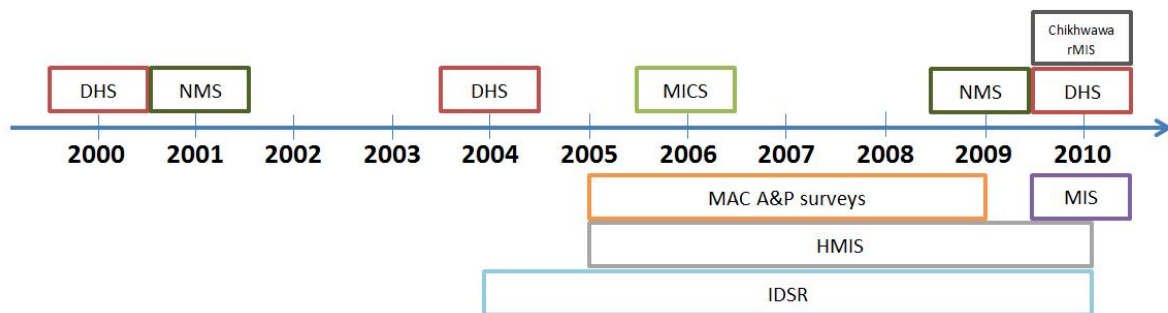 Chikhwawa
rMIS
DHS NMS DHS MICS NMS DHS
2000 2001 2002 2003 2004 2005 2006 2007 2008 2009 2010
MAC A&P surveys MIS
HMIS
IDSR